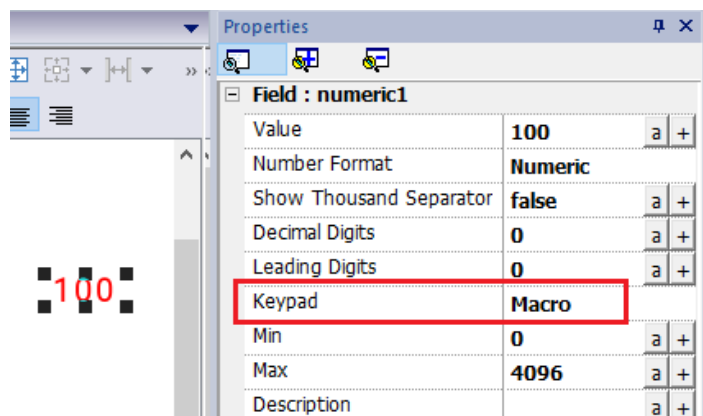 Properties
Field : numeric1
Value 100 a +
Number Format Numeric
Show Thousand Separator false a +
Decimal Digits 0 a +
Leading Digits 0 a +
Keypad Macro
Min 0 a +
Max 4096 a +
Description a +
100